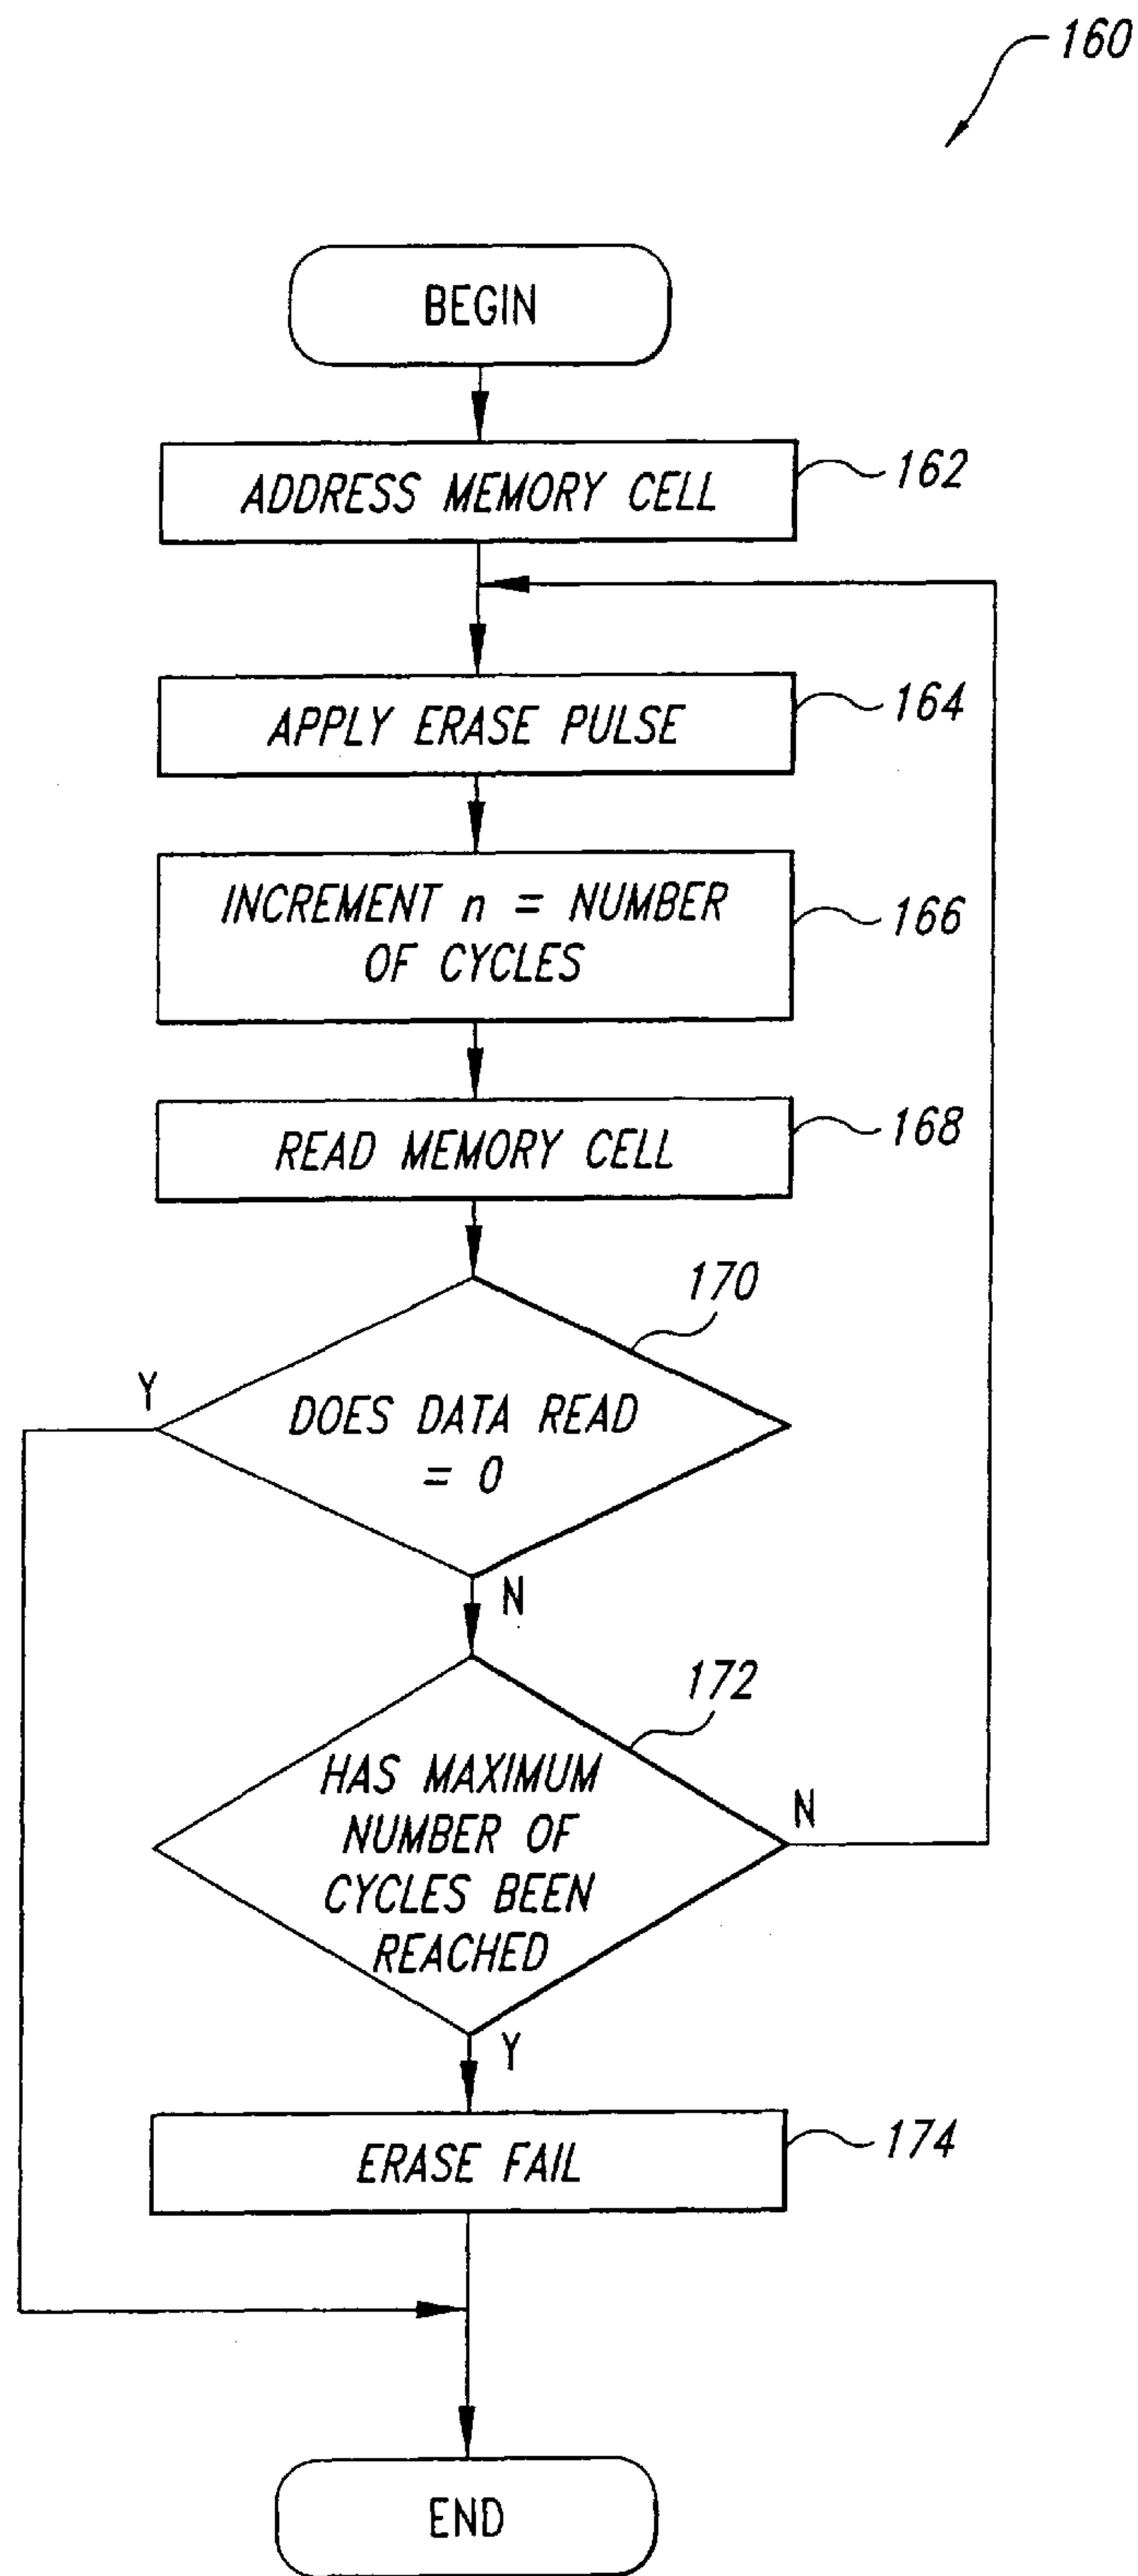 160
BEGIN
ADDRESS MEMORY CELL
162
APPLY ERASE PULSE
164
INCREMENT n = NUMBER
OF CYCLES
166
READ MEMORY CELL
168
170
Y
DOES DATA READ
= 0
N
172
HAS MAXIMUM
NUMBER OF
CYCLES BEEN
REACHED
N
Y
ERASE FAIL
174
END